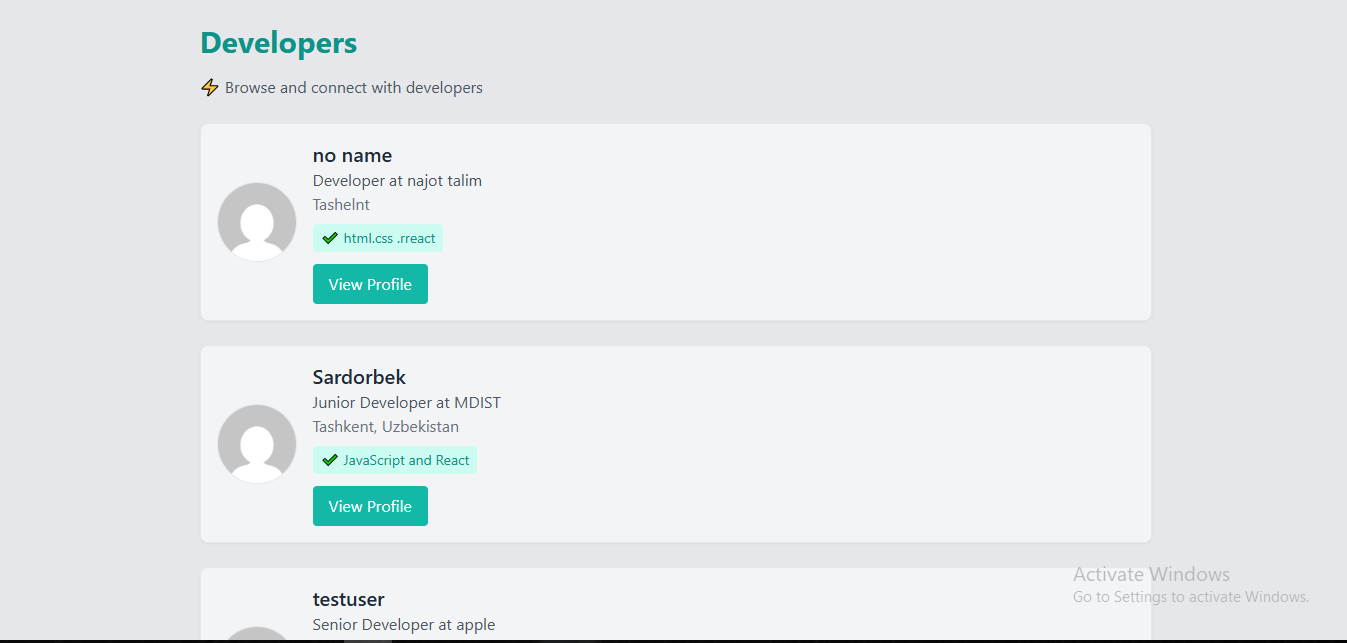 Developers
⚡ Browse and connect with developers
no name
Developer at najot talim
Tashelnt
✔ html.css .rreact
View Profile
Sardorbek
Junior Developer at MDIST
Tashkent, Uzbekistan
✔ JavaScript and React
View Profile
testuser
Senior Developer at apple
Activate Windows
Go to Settings to activate Windows.